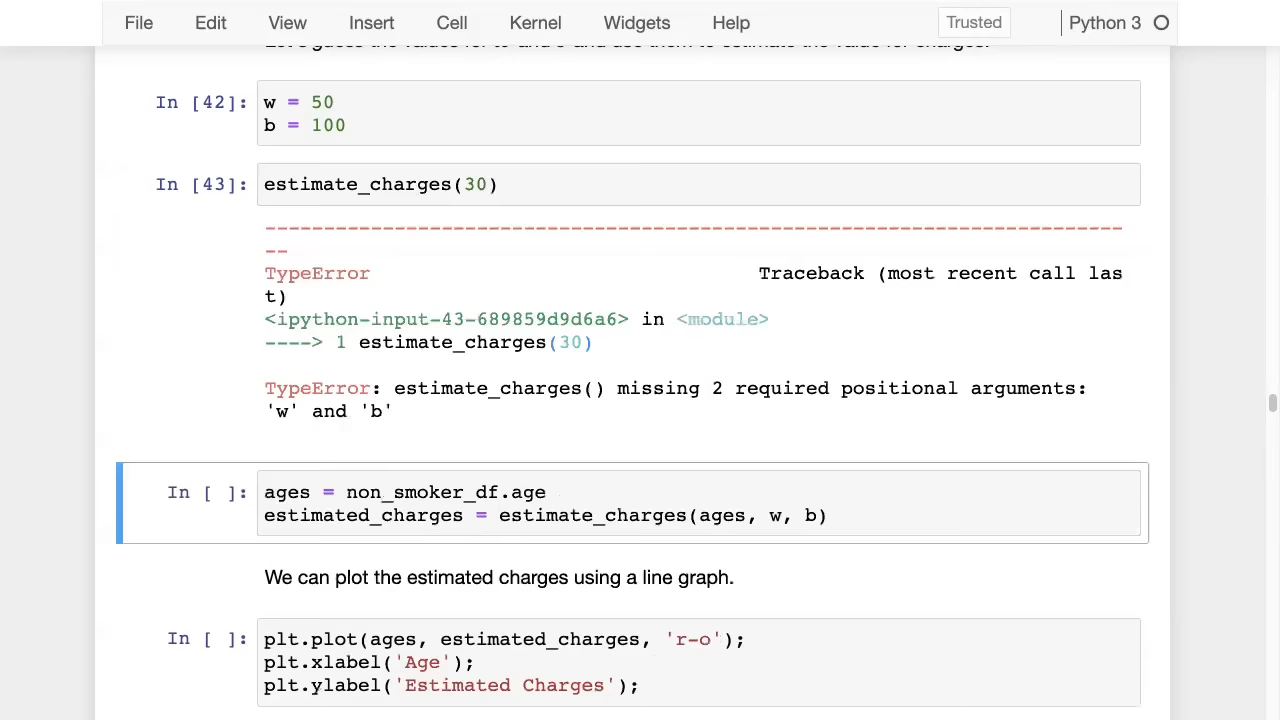 File Edit View Insert Cell Kernel Widgets Help Trusted Python 3
In [42]: w = 50
b = 100
In [43]: estimate_charges(30)
---------------------------------------------------------------------------
--
TypeError Traceback (most recent call las
t)
<ipython-input-43-689859d9d6a6> in <module>
----> 1 estimate_charges(30)
TypeError: estimate_charges() missing 2 required positional arguments:
'w' and 'b'
In [ ]: ages = non_smoker_df.age
estimated_charges = estimate_charges(ages, w, b)
We can plot the estimated charges using a line graph.
In [ ]: plt.plot(ages, estimated_charges, 'r-o');
plt.xlabel('Age');
plt.ylabel('Estimated Charges');